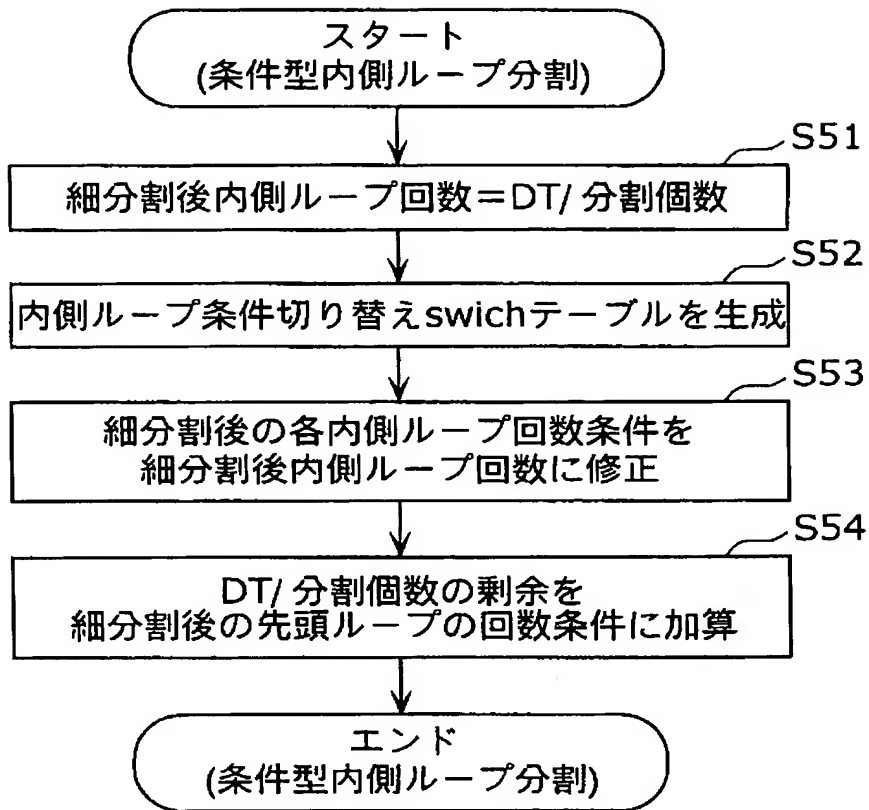 スタート
(条件型内側ループ分割)
S51
細分割後内側ループ回数=DT/ 分割個数
S52
内側ループ条件切り替えswichテーブルを生成
S53
細分割後の各内側ループ回数条件を
細分割後内側ループ回数に修正
S54
DT/ 分割個数の剰余を
細分割後の先頭ループの回数条件に加算
エンド
(条件型内側ループ分割)